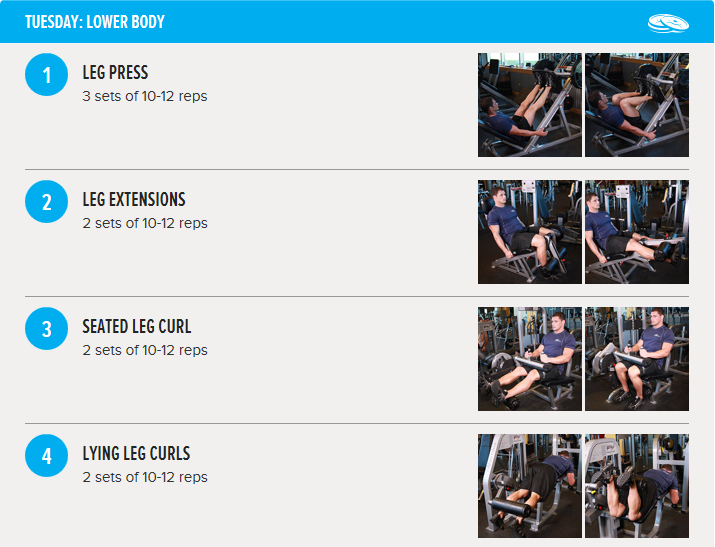 TUESDAY: LOWER BODY
1
LEG PRESS
3 sets of 10-12 reps
2
LEG EXTENSIONS
2 sets of 10-12 reps
3
SEATED LEG CURL
2 sets of 10-12 reps
4
LYING LEG CURLS
2 sets of 10-12 reps